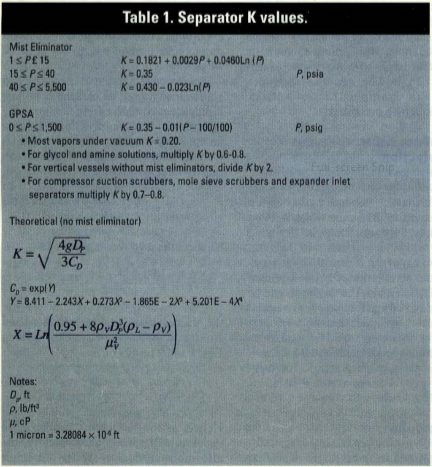 Table 1. Separator K values.
Mist Eliminator
1 ≤ P £ 15 K = 0.1821 + 0.0029P + 0.0460Ln (P)
15 ≤ P ≤ 40 K = 0.35 P, psia
40 ≤ P ≤ 5,500 K = 0.430 − 0.023Ln(P)
GPSA
0 ≤ P ≤ 1,500 K = 0.35 − 0.01(P − 100/100) P, psig
• Most vapors under vacuum K = 0.20.
• For glycol and amine solutions, multiply K by 0.6-0.8.
• For vertical vessels without mist eliminators, divide K by 2.
• For compressor suction scrubbers, mole sieve scrubbers and expander inlet
separators multiply K by 0.7–0.8.
Theoretical (no mist eliminator)
K = √(4gD_P / 3C_D)
C_D = exp(Y)
Y = 8.411 − 2.243X + 0.273X² − 1.865E − 2X³ + 5.201E − 4X⁴
X = Ln((0.95 + 8ρ_V D_P³(ρ_L − ρ_V)) / μ_V²)
Notes:
D_p, ft
ρ, lb/ft³
μ, cP
1 micron = 3.28084 × 10⁻⁶ ft